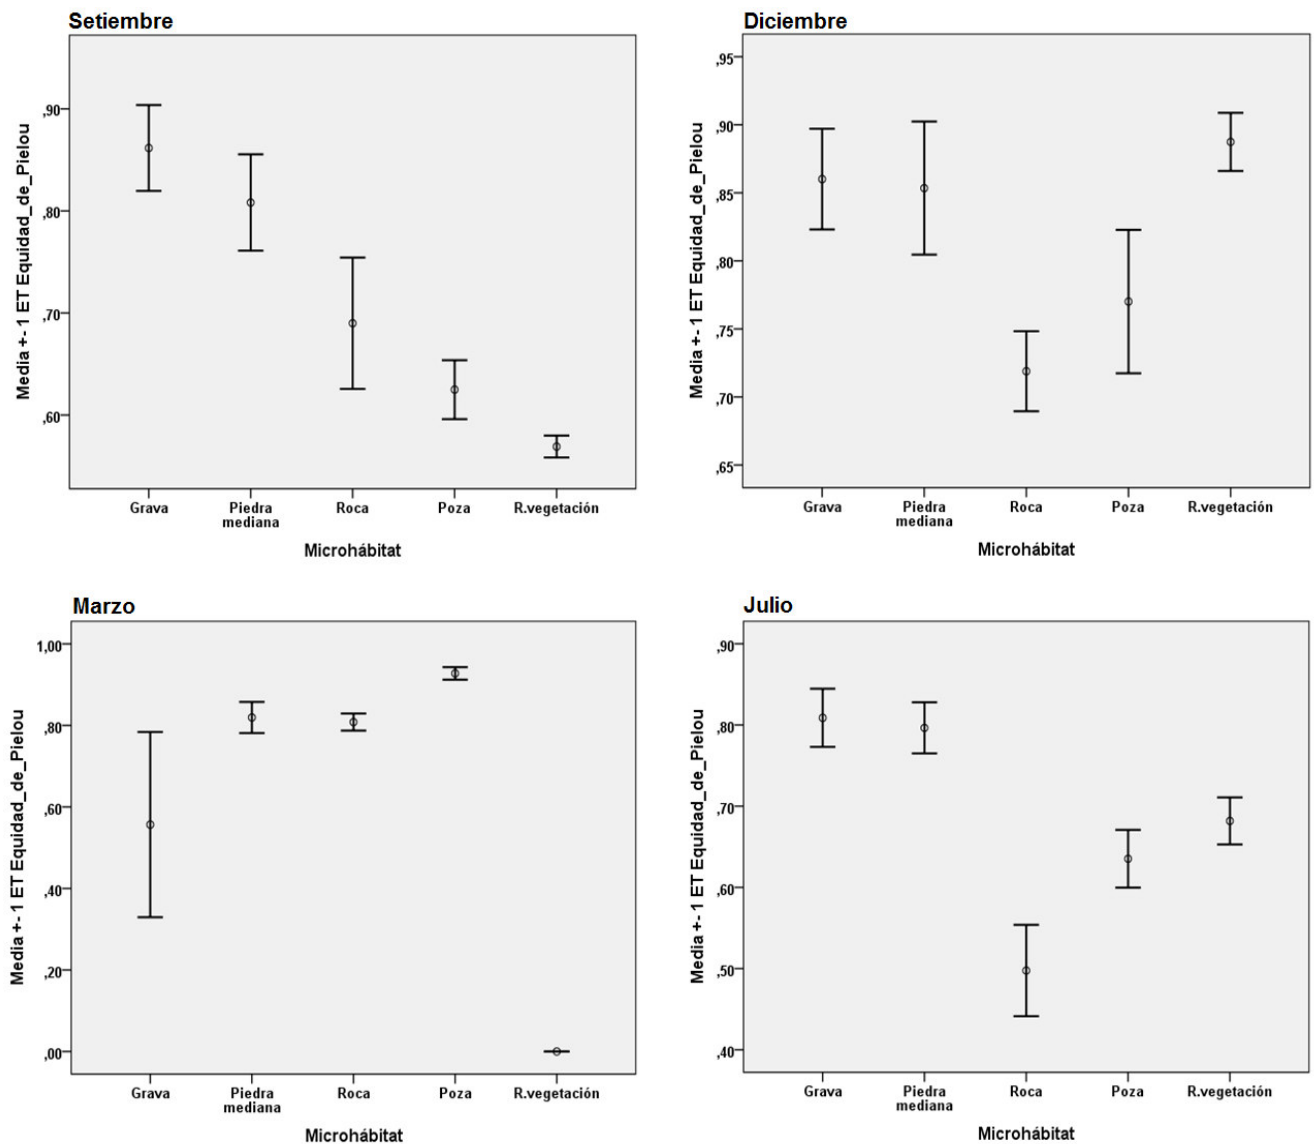 Setiembre
Media +- 1 ET Equidad_de_Pielou
,90
,80
,70
,60
Grava
Piedra
mediana
Roca
Poza
R.vegetación
Microhábitat
Diciembre
Media +- 1 ET Equidad_de_Pielou
,95
,90
,85
,80
,75
,70
,65
Grava
Piedra
mediana
Roca
Poza
R.vegetación
Microhábitat
Marzo
Media +- 1 ET Equidad_de_Pielou
1,00
,80
,60
,40
,20
,00
Grava
Piedra
mediana
Roca
Poza
R.vegetación
Microhábitat
Julio
Media +- 1 ET Equidad_de_Pielou
,90
,80
,70
,60
,50
,40
Grava
Piedra
mediana
Roca
Poza
R.vegetación
Microhábitat